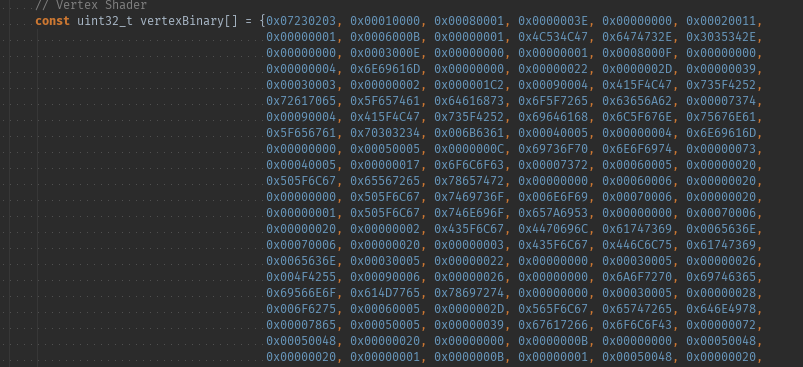 // Vertex Shader
const uint32_t vertexBinary[] = {0x07230203, 0x00010000, 0x00080001, 0x0000003E, 0x00000000, 0x00020011,
0x00000001, 0x0006000B, 0x00000001, 0x4C534C47, 0x6474732E, 0x3035342E,
0x00000000, 0x0003000E, 0x00000000, 0x00000001, 0x0008000F, 0x00000000,
0x00000004, 0x6E69616D, 0x00000000, 0x00000022, 0x0000002D, 0x00000039,
0x00030003, 0x00000002, 0x000001C2, 0x00090004, 0x415F4C47, 0x735F4252,
0x72617065, 0x5F657461, 0x64616873, 0x6F5F7265, 0x63656A62, 0x00007374,
0x00090004, 0x415F4C47, 0x735F4252, 0x69646168, 0x6C5F676E, 0x75676E61,
0x5F656761, 0x70303234, 0x006B6361, 0x00040005, 0x00000004, 0x6E69616D,
0x00000000, 0x00050005, 0x0000000C, 0x69736F70, 0x6E6F6974, 0x00000073,
0x00040005, 0x00000017, 0x6F6C6F63, 0x00007372, 0x00060005, 0x00000020,
0x505F6C67, 0x65567265, 0x78657472, 0x00000000, 0x00060006, 0x00000020,
0x00000000, 0x505F6C67, 0x7469736F, 0x006E6F69, 0x00070006, 0x00000020,
0x00000001, 0x505F6C67, 0x746E696F, 0x657A6953, 0x00000000, 0x00070006,
0x00000020, 0x00000002, 0x435F6C67, 0x4470696C, 0x61747369, 0x0065636E,
0x00070006, 0x00000020, 0x00000003, 0x435F6C67, 0x446C6C75, 0x61747369,
0x0065636E, 0x00030005, 0x00000022, 0x00000000, 0x00030005, 0x00000026,
0x004F4255, 0x00090006, 0x00000026, 0x00000000, 0x6A6F7270, 0x69746365,
0x69566E6F, 0x614D7765, 0x78697274, 0x00000000, 0x00030005, 0x00000028,
0x006F6275, 0x00060005, 0x0000002D, 0x565F6C67, 0x65747265, 0x646E4978,
0x00007865, 0x00050005, 0x00000039, 0x67617266, 0x6F6C6F43, 0x00000072,
0x00050048, 0x00000020, 0x00000000, 0x0000000B, 0x00000000, 0x00050048,
0x00000020, 0x00000001, 0x0000000B, 0x00000001, 0x00050048, 0x00000020,